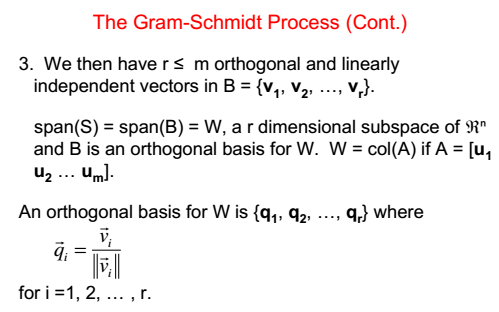 The Gram-Schmidt Process (Cont.)
3. We then have r ≤ m orthogonal and linearly
independent vectors in B = {v₁, v₂, ..., vᵣ}.
span(S) = span(B) = W, a r dimensional subspace of ℜⁿ
and B is an orthogonal basis for W. W = col(A) if A = [u₁
u₂ ... uₘ].
An orthogonal basis for W is {q₁, q₂, ..., qᵣ} where
q⃗ᵢ = v⃗ᵢ / ‖v⃗ᵢ‖
for i =1, 2, ... , r.